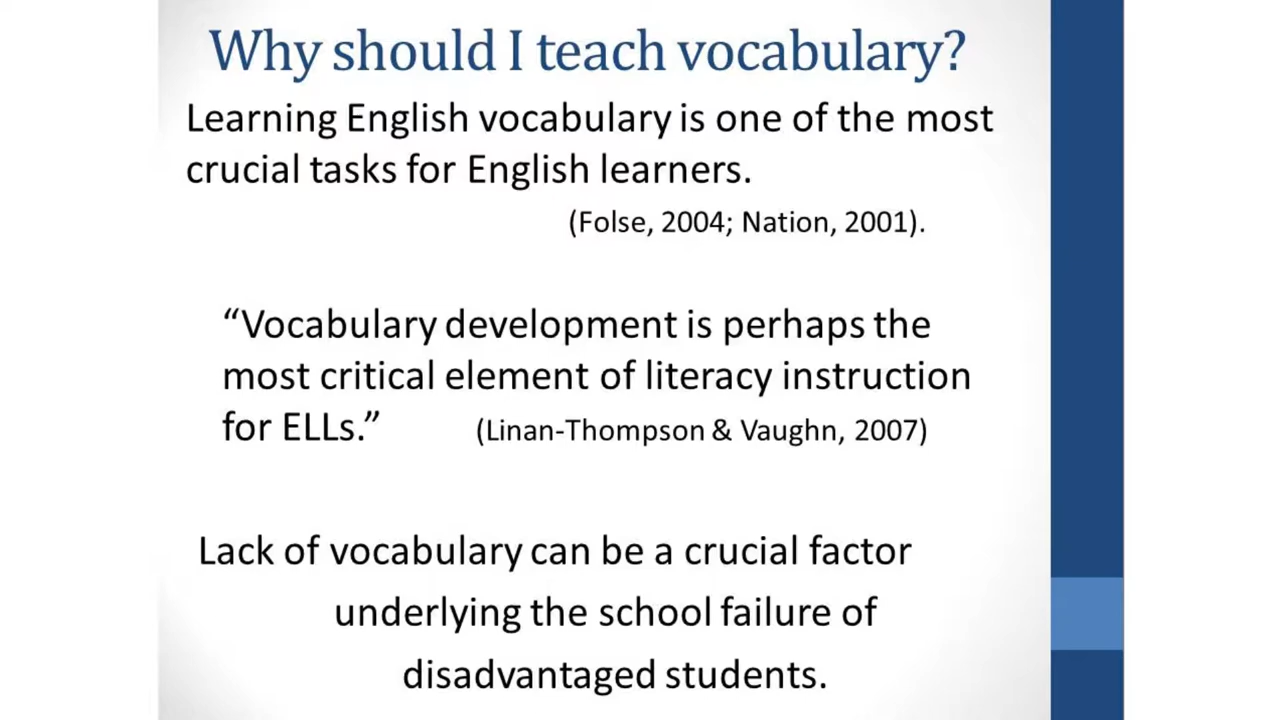 Why should I teach vocabulary?
Learning English vocabulary is one of the most
crucial tasks for English learners.
(Folse, 2004; Nation, 2001).
“Vocabulary development is perhaps the
most critical element of literacy instruction
for ELLs.” (Linan-Thompson & Vaughn, 2007)
Lack of vocabulary can be a crucial factor
underlying the school failure of
disadvantaged students.